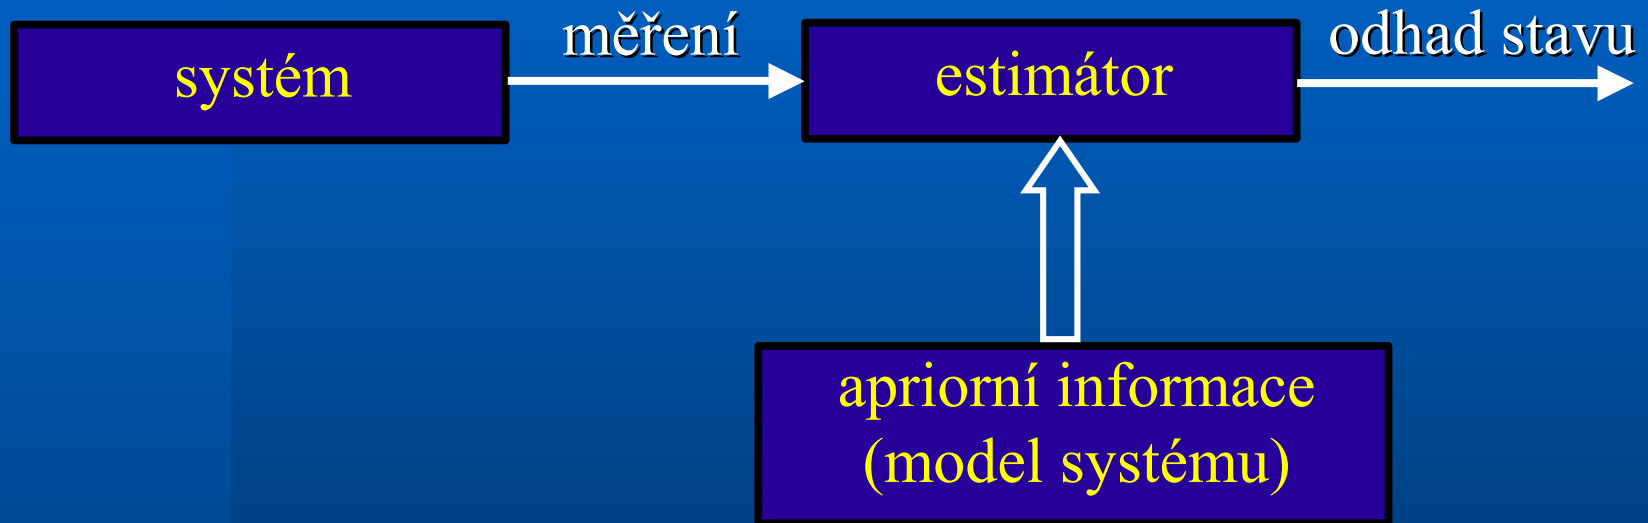 systém
měření
estimátor
odhad stavu
apriorní informace
(model systému)